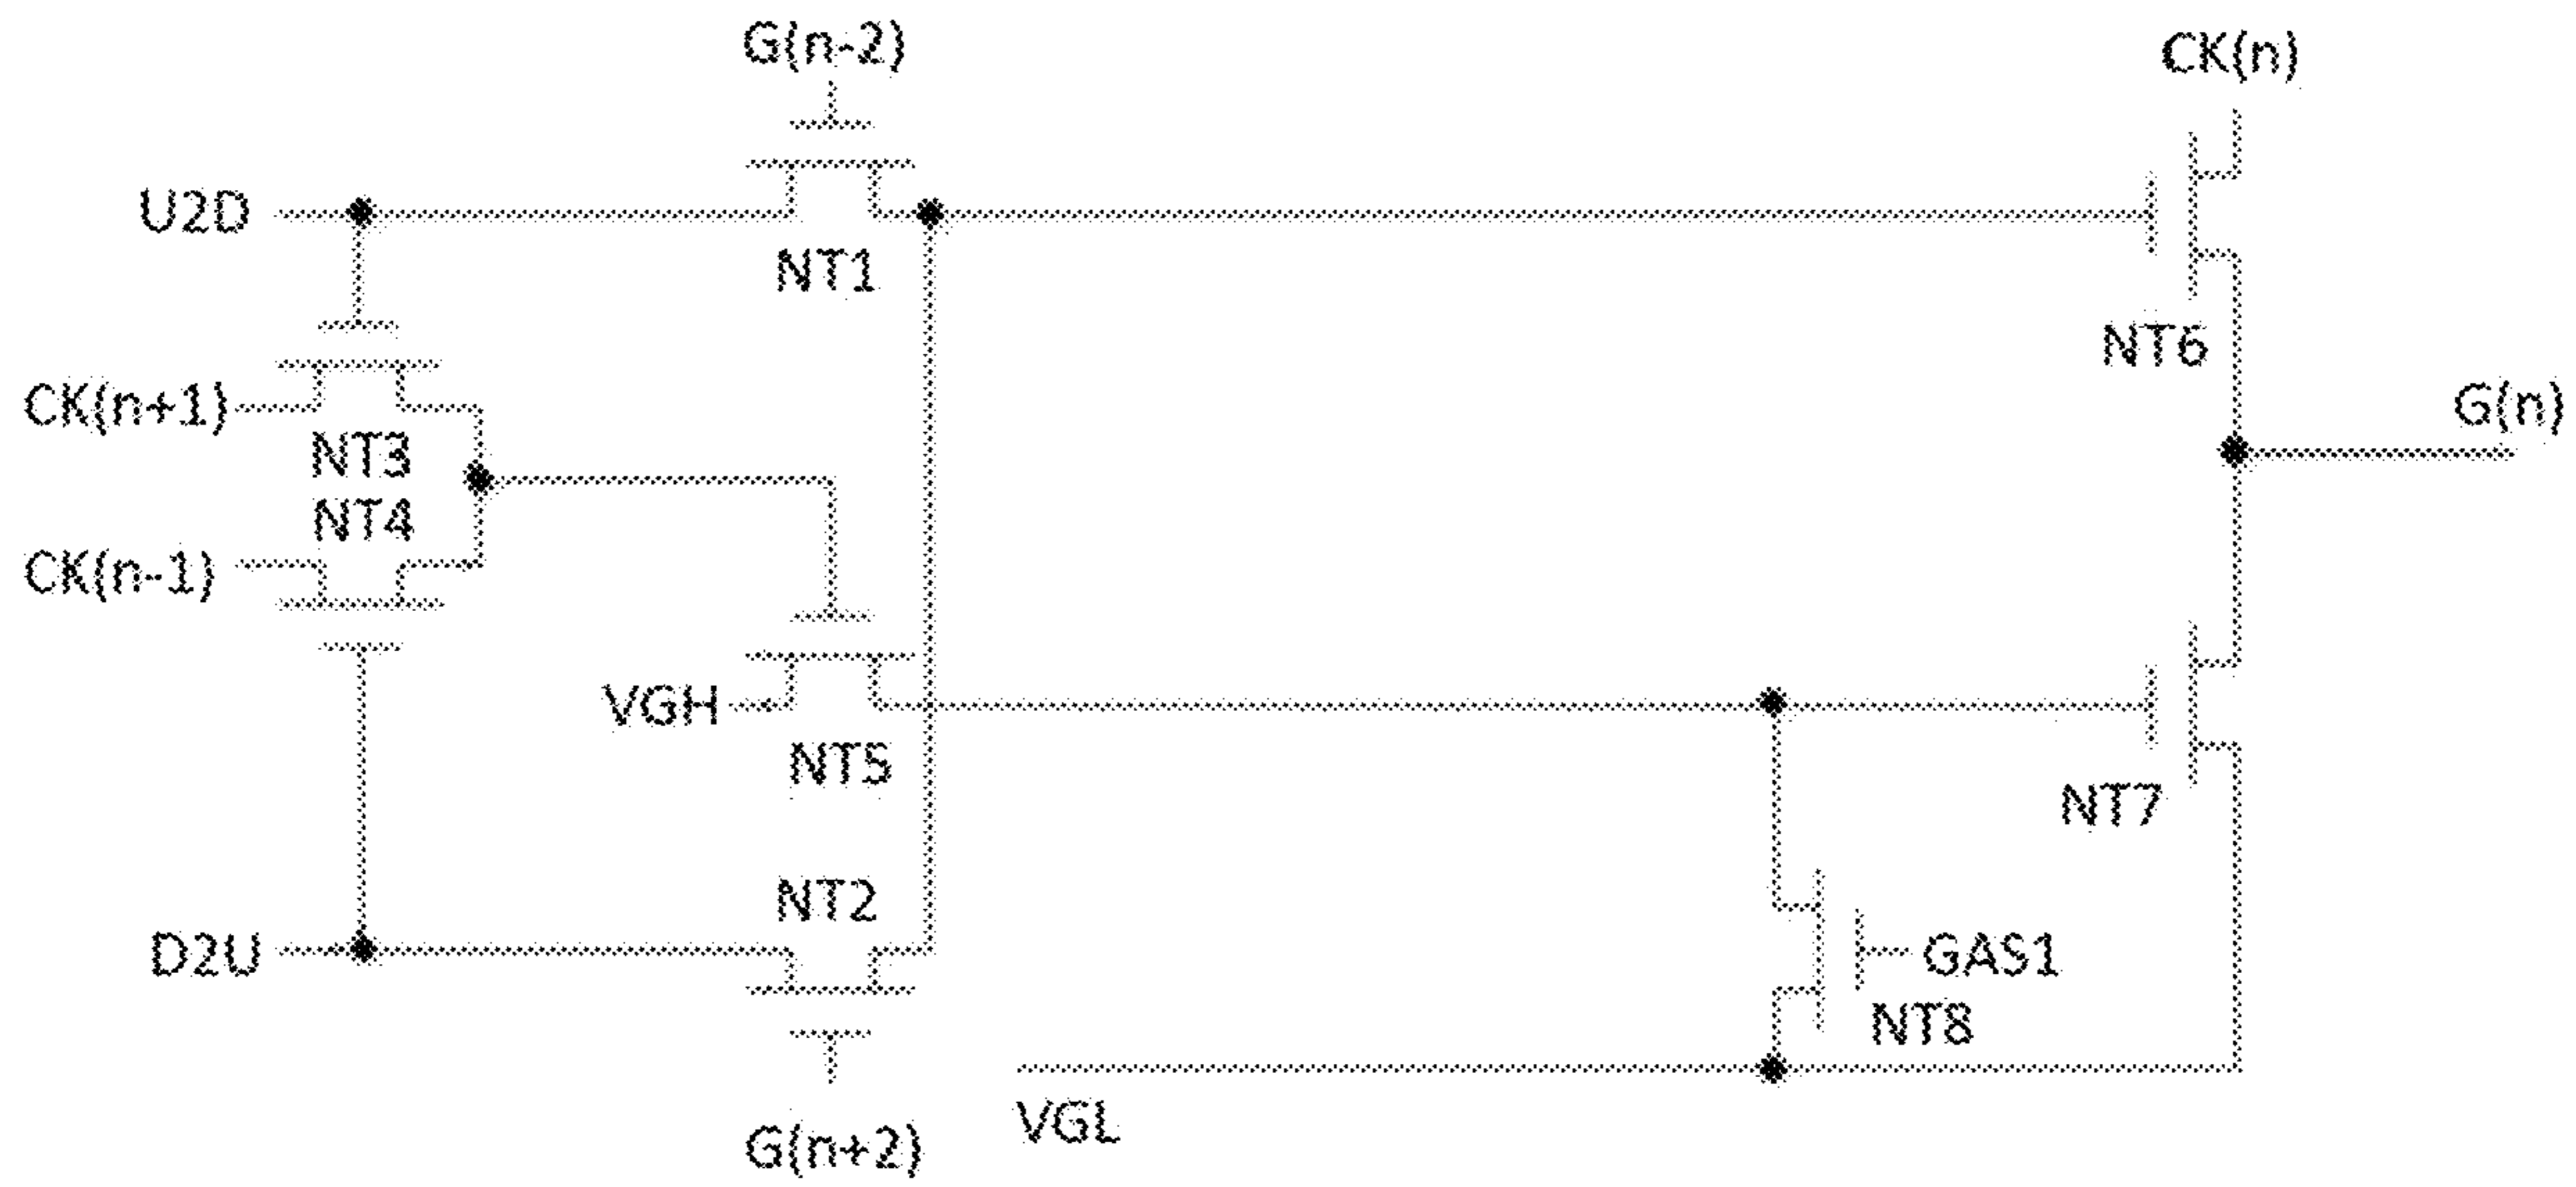 G(n-2)
CK(n)
U2D
NT1
NT6
CK(n+1)
G(n)
NT3
NT4
CK(n-1)
VGH
NT5
NT7
NT2
D2U
GAS1
NT8
VGL
G(n+2)